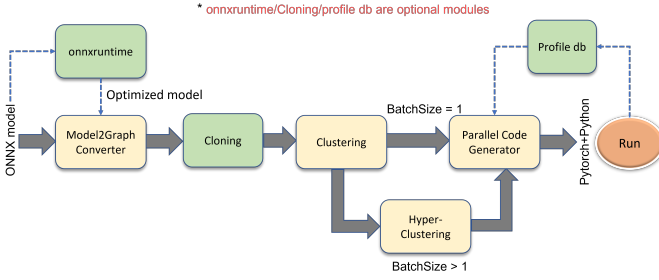 * onnxruntime/Cloning/profile db are optional modules
onnxruntime
Profile db
Optimized model
BatchSize = 1
ONNX model
Model2Graph
Converter
Cloning
Clustering
Parallel Code
Generator
Pytorch+Python
Run
Hyper-
Clustering
BatchSize > 1